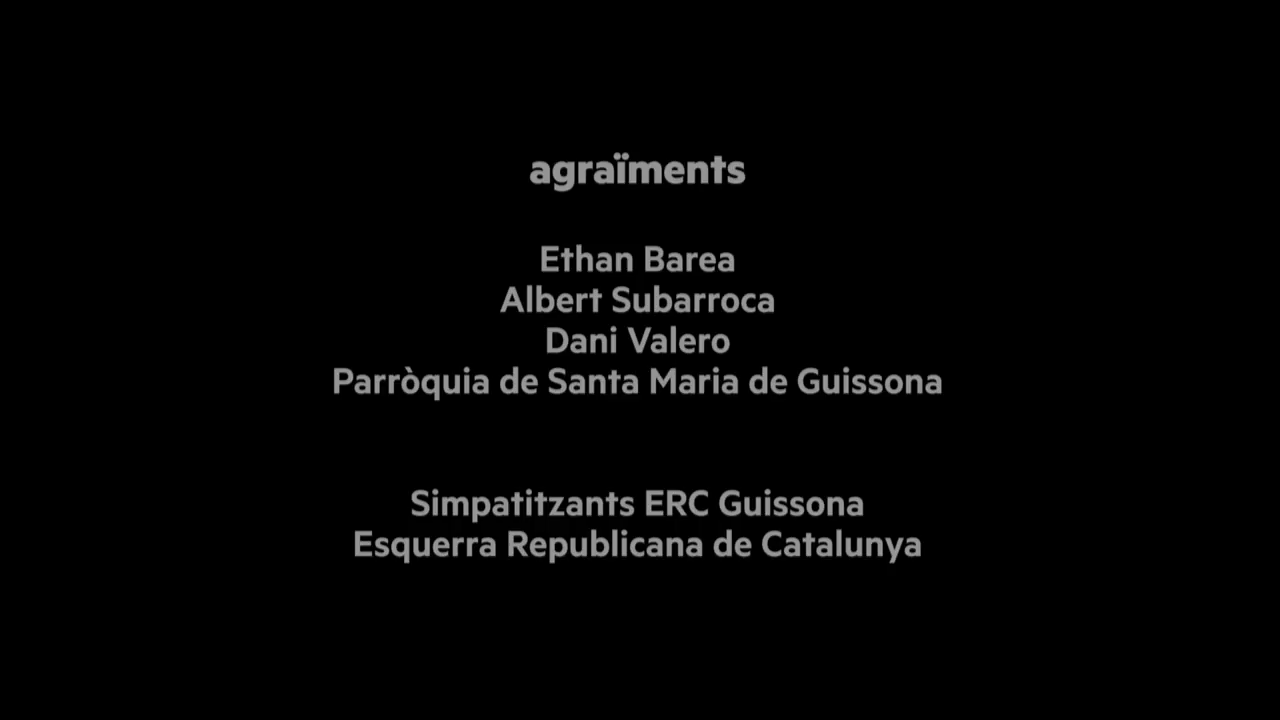 agraïments
Ethan Barea
Albert Subarroca
Dani Valero
Parròquia de Santa Maria de Guissona
Simpatitzants ERC Guissona
Esquerra Republicana de Catalunya